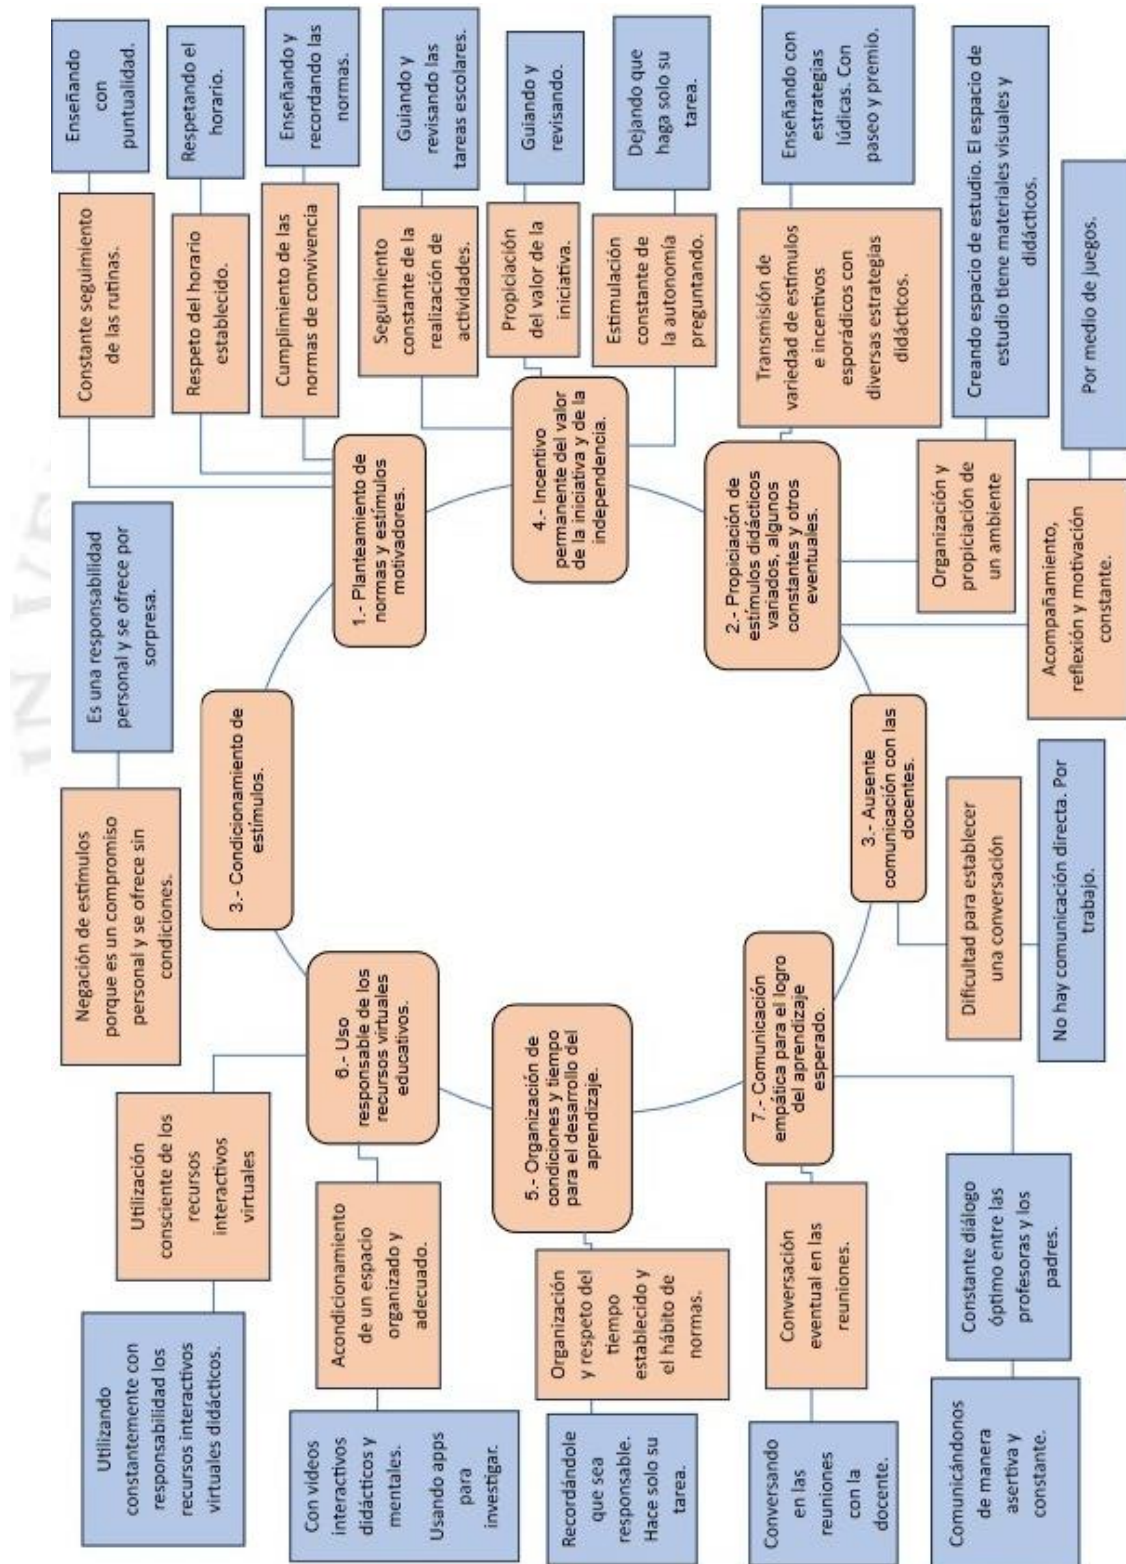 Es una responsabilidad
personal y se ofrece por
sorpresa.
Negación de estímulos
porque es un compromiso
personal y se ofrece sin
condiciones.
3.- Condicionamiento de
estímulos.
Enseñando
con
puntualidad.
Constante seguimiento
de las rutinas.
Respetando el
horario.
Respeto del horario
establecido.
Enseñando y
recordando las
normas.
Cumplimiento de las
normas de convivencia
1.- Planteamiento de
normas y estímulos
motivadores.
Guiando y
revisando las
tareas escolares.
Seguimiento
constante de la
realización de
actividades.
Guiando y
revisando.
Propiciación
del valor de la
iniciativa.
Dejando que
haga solo su
tarea.
Estimulación
constante de
la autonomía
preguntando.
4.- Incentivo
permanente del valor
de la iniciativa y de la
independencia.
Enseñando con
estrategias
lúdicas. Con
paseo y premio.
Transmisión de
variedad de estímulos
e incentivos
esporádicos con
diversas estrategias
didácticos.
2.- Propiciación de
estímulos didácticos
variados, algunos
constantes y otros
eventuales.
Creando espacio de estudio. El espacio de
estudio tiene materiales visuales y
didácticos.
Organización y
propiciación de
un ambiente
Por medio de juegos.
Acompañamiento,
reflexión y motivación
constante.
3.- Ausente
comunicación con las
docentes.
Dificultad para establecer
una conversación
No hay comunicación directa. Por
trabajo.
7.- Comunicación
empática para el logro
del aprendizaje
esperado.
Conversación
eventual en las
reuniones.
Conversando
en las
reuniones
con la
docente.
Constante diálogo
óptimo entre las
profesoras y los
padres.
Comunicándonos
de manera
asertiva y
constante.
5.- Organización de
condiciones y tiempo
para el desarrollo del
aprendizaje.
Organización
y respeto del
tiempo
establecido y
el hábito de
normas.
Recordándole
que sea
responsable.
Hace solo su
tarea.
6.- Uso
responsable de los
recursos virtuales
educativos.
Utilización
consciente de los
recursos
interactivos
virtuales
Utilizando
constantemente con
responsabilidad los
recursos interactivos
virtuales didácticos.
Acondicionamiento
de un espacio
organizado y
adecuado.
Con videos
interactivos
didácticos y
mentales.
Usando apps
para
investigar.